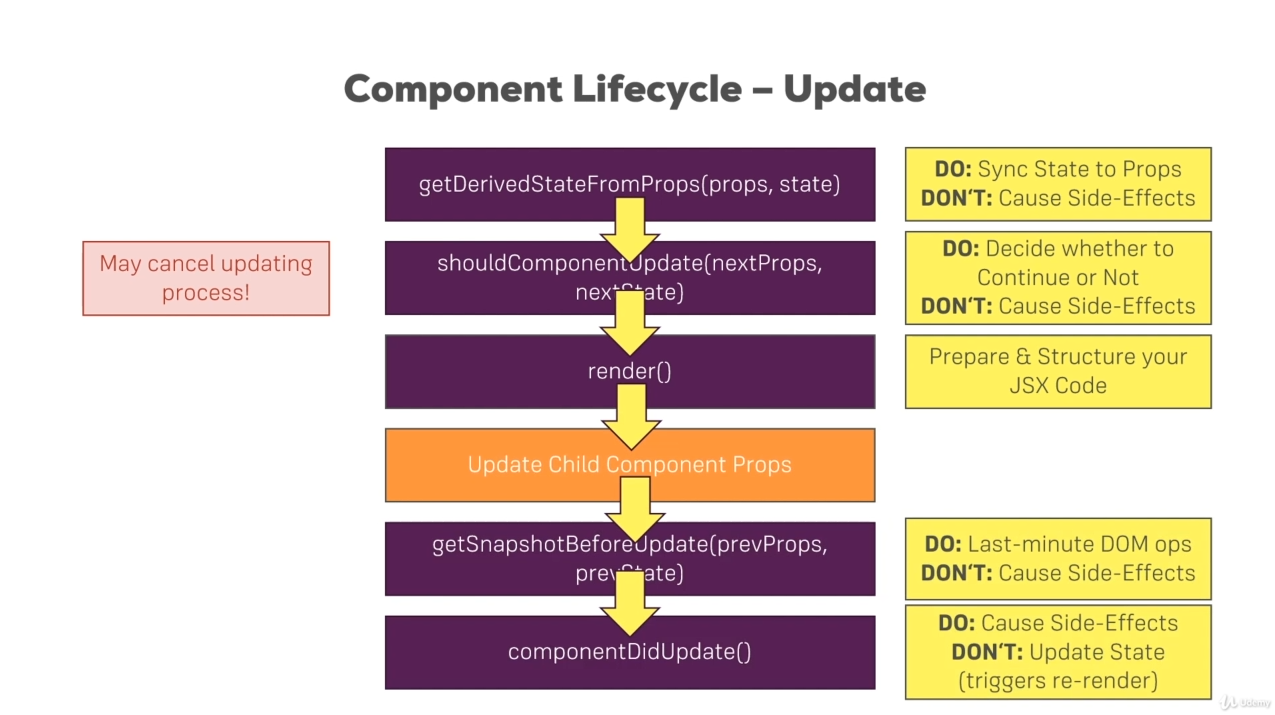 Component Lifecycle – Update
getDerivedStateFromProps(props, state)
DO: Sync State to Props
DON‘T: Cause Side-Effects
May cancel updating
process!
shouldComponentUpdate(nextProps,
nextState)
DO: Decide whether to
Continue or Not
DON‘T: Cause Side-Effects
render()
Prepare & Structure your
JSX Code
Update Child Component Props
getSnapshotBeforeUpdate(prevProps,
prevState)
DO: Last-minute DOM ops
DON‘T: Cause Side-Effects
componentDidUpdate()
DO: Cause Side-Effects
DON‘T: Update State
(triggers re-render)
Udemy